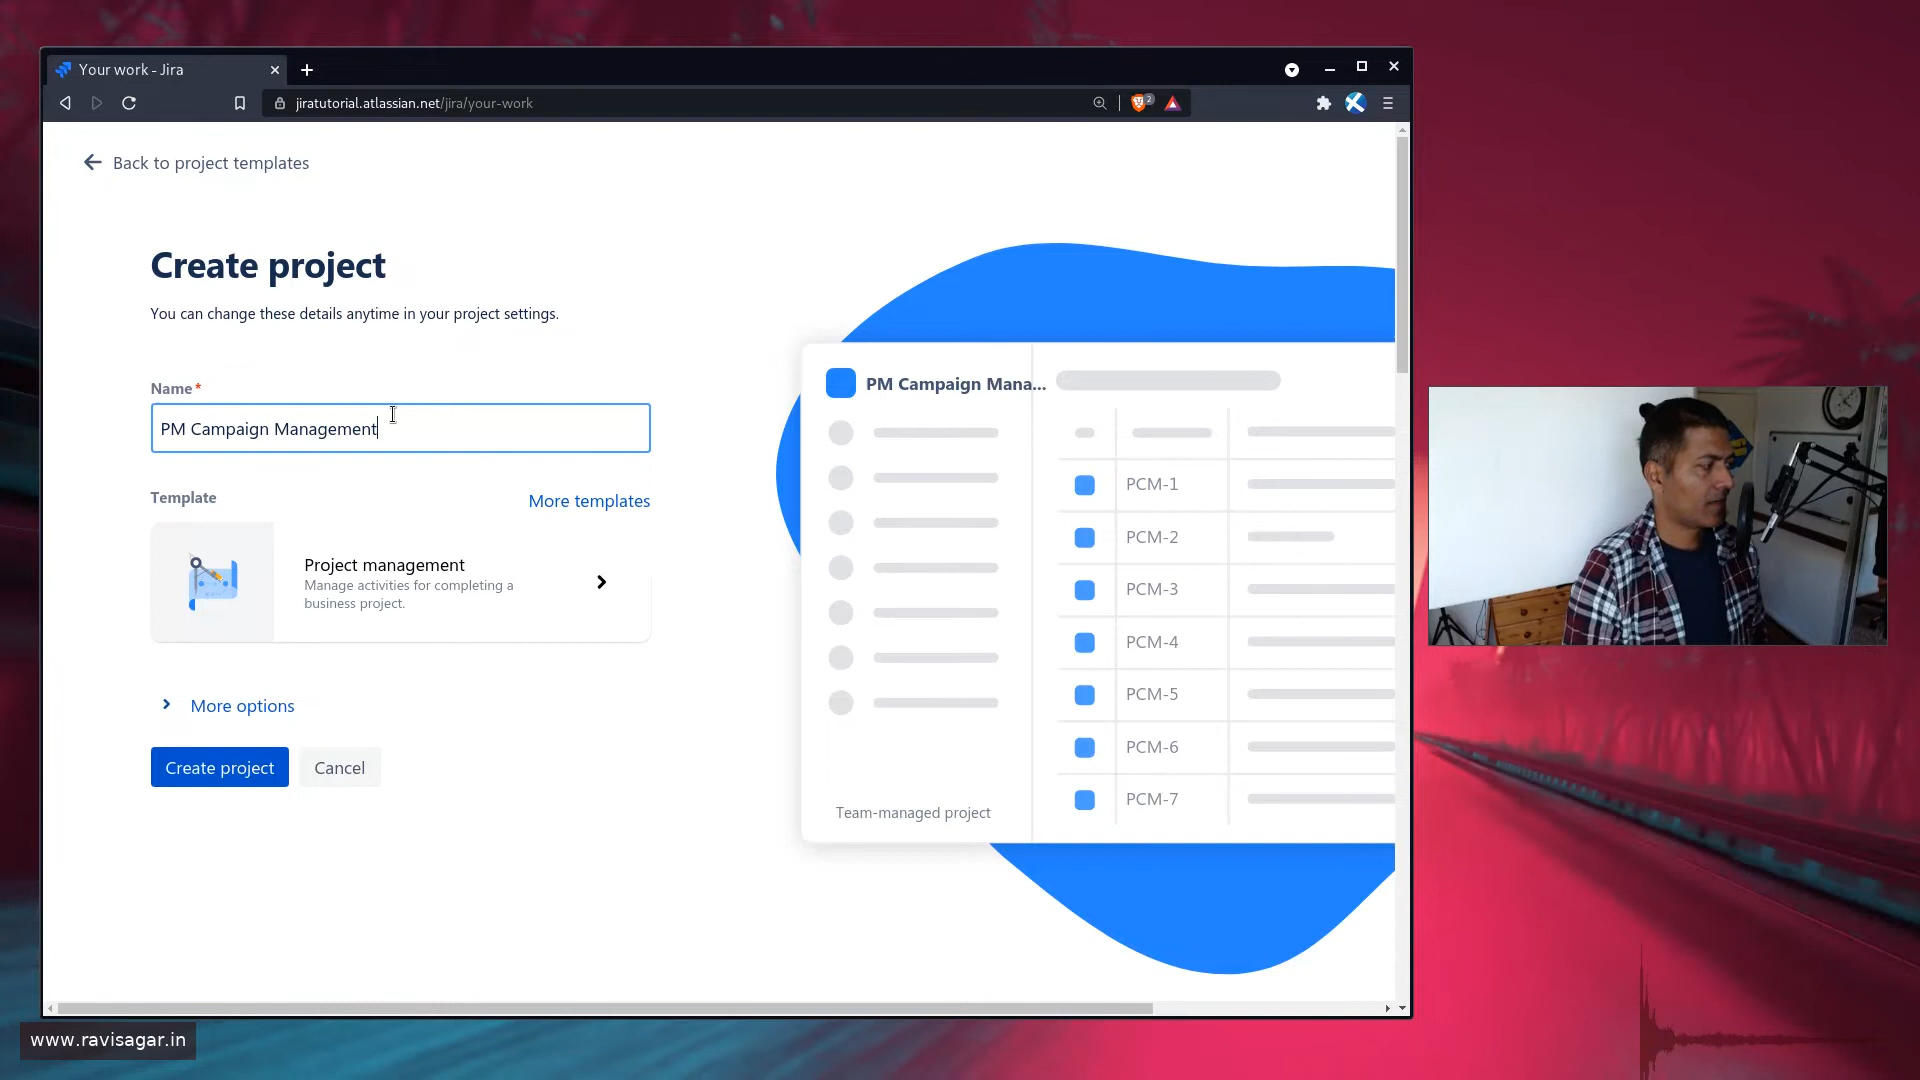 Your work - Jira
jiratutorial.atlassian.net/jira/your-work
2
Back to project templates
Create project
You can change these details anytime in your project settings.
Name*
PM Campaign Management
Template
More templates
Project management
Manage activities for completing a
business project.
More options
Create project
Cancel
PM Campaign Mana...
PCM-1
PCM-2
PCM-3
PCM-4
PCM-5
PCM-6
PCM-7
Team-managed project
www.ravisagar.in